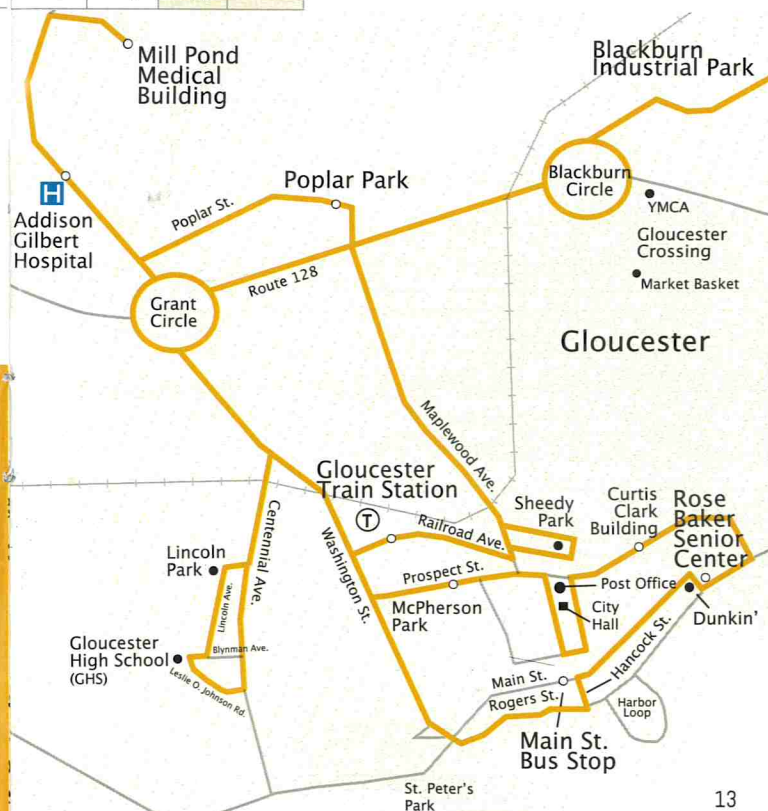 Mill Pond
Medical
Building
Blackburn
Industrial Park
H
Addison
Gilbert
Hospital
Poplar St.
Poplar Park
Blackburn
Circle
YMCA
Gloucester
Crossing
Market Basket
Route 128
Grant
Circle
Gloucester
Maplewood Ave.
Gloucester
Train Station
T
Railroad Ave.
Sheedy
Park
Curtis
Clark
Building
Rose
Baker
Senior
Center
Centennial Ave.
Washington St.
Lincoln
Park
Lincoln Ave.
Prospect St.
McPherson
Park
Post Office
City
Hall
Dunkin’
Blynman Ave.
Gloucester
High School
(GHS)
Leslie O. Johnson Rd.
Hancock St.
Main St.
Rogers St.
Harbor
Loop
Main St.
Bus Stop
St. Peter's
Park
13